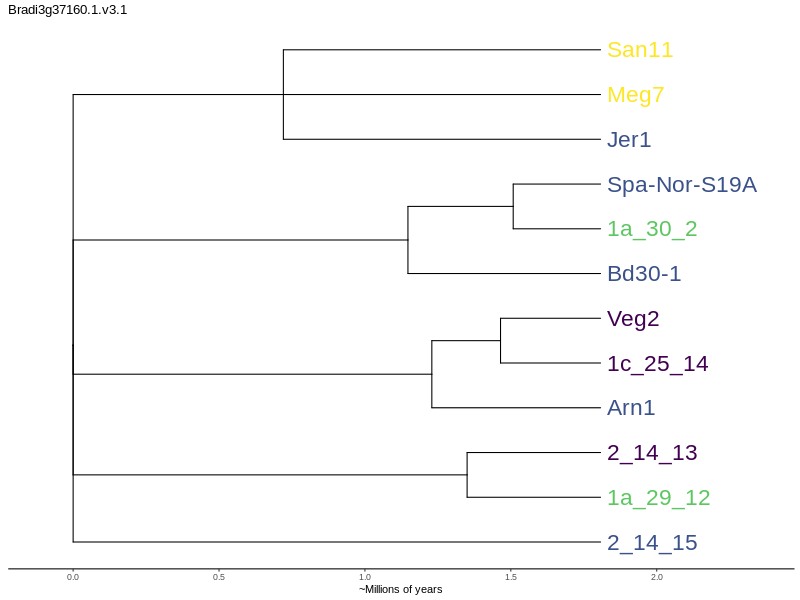 Bradi3g37160.1.v3.1
San11
Meg7
Jer1
Spa-Nor-S19A
1a_30_2
Bd30-1
Veg2
1c_25_14
Arn1
2_14_13
1a_29_12
2_14_15
0.0 0.5 1.0 1.5 2.0
~Millions of years